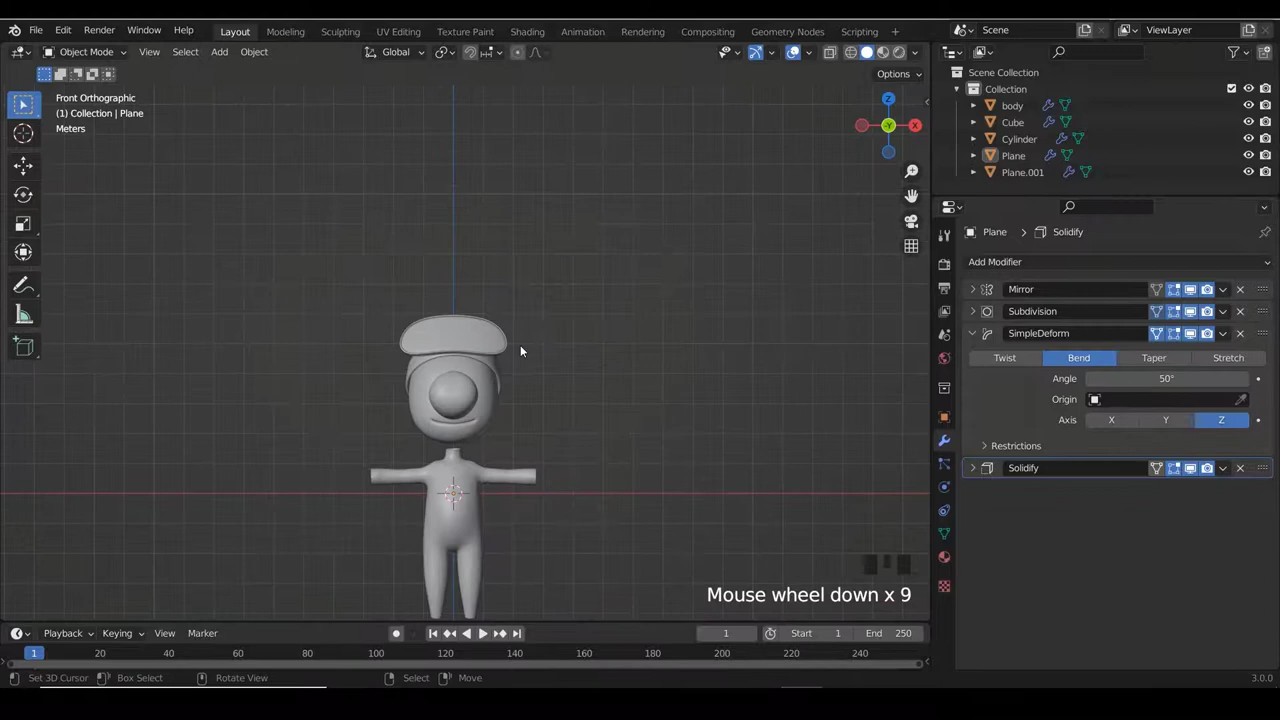 File Edit Render Window Help Layout Modeling Sculpting UV Editing Texture Paint Shading Animation Rendering Compositing Geometry Nodes Scripting + Scene ViewLayer
Object Mode View Select Add Object Global
Options
Front Orthographic
(1) Collection | Plane
Meters
Z
-Y
X
Scene Collection
Collection
body
Cube
Cylinder
Plane
Plane.001
Plane > Solidify
Add Modifier
Mirror
Subdivision
SimpleDeform
Twist Bend Taper Stretch
Angle 50°
Origin
Axis X Y Z
Restrictions
Solidify
Mouse wheel down x 9
Playback Keying View Marker 1 Start 1 End 250
1 20 40 60 80 100 120 140 160 180 200 220 240
Set 3D Cursor Box Select Rotate View Select Move 3.0.0